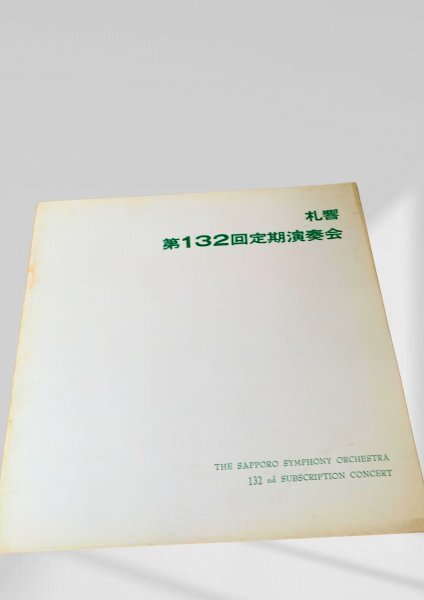 札響
第132回定期演奏会
THE SAPPORO SYMPHONY ORCHESTRA
132 nd SUBSCRIPTION CONCERT